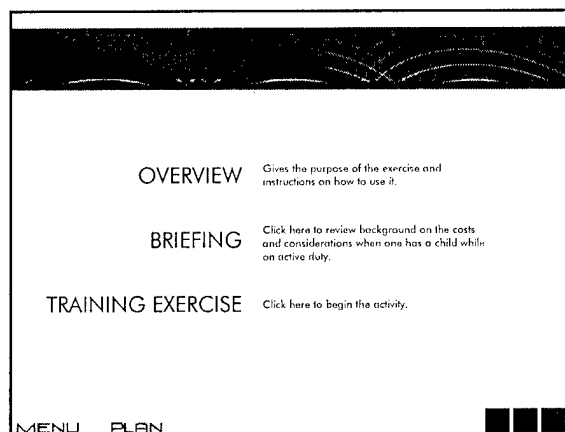 OVERVIEW Gives the purpose of the exercise and
instructions on how to use it.
BRIEFING Click here to review background on the costs
and considerations when one has a child while
on active duty.
TRAINING EXERCISE Click here to begin the activity.
MENU PLAN